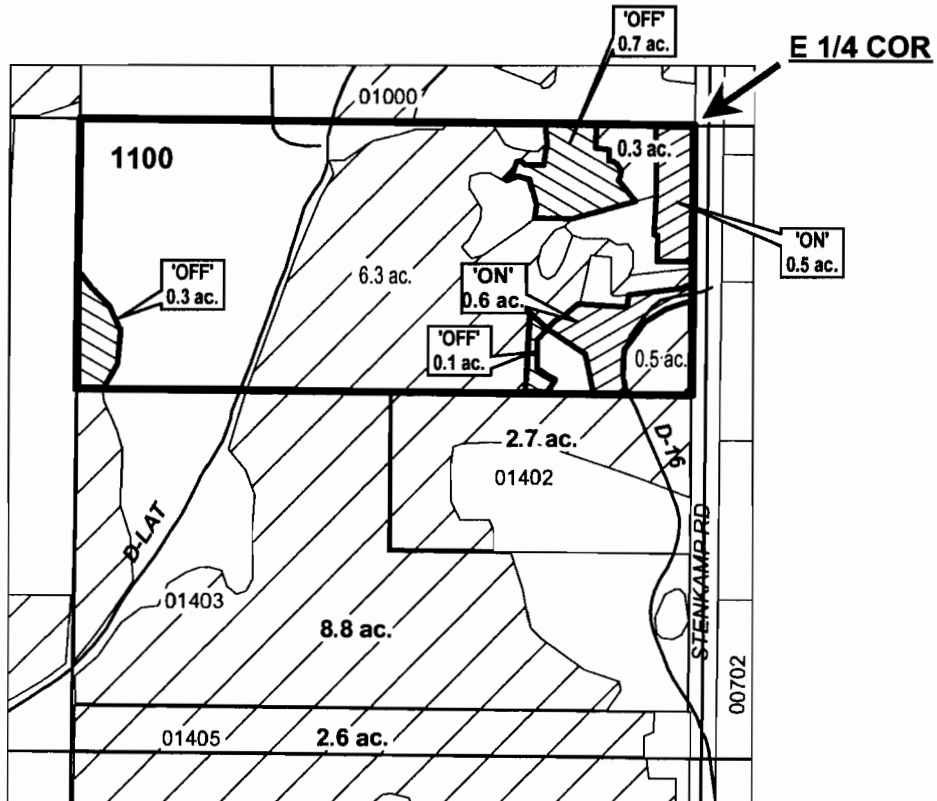 'OFF'
0.7 ac.
E 1/4 COR
01000
1100
0.3 ac.
'ON'
0.5 ac.
'OFF'
0.3 ac.
6.3 ac.
'ON'
0.6 ac.
'OFF'
0.1 ac.
0.5 ac.
2.7 ac.
01402
D-16
D-LAT
STENKAMP RD
01403
8.8 ac.
00702
01405
2.6 ac.